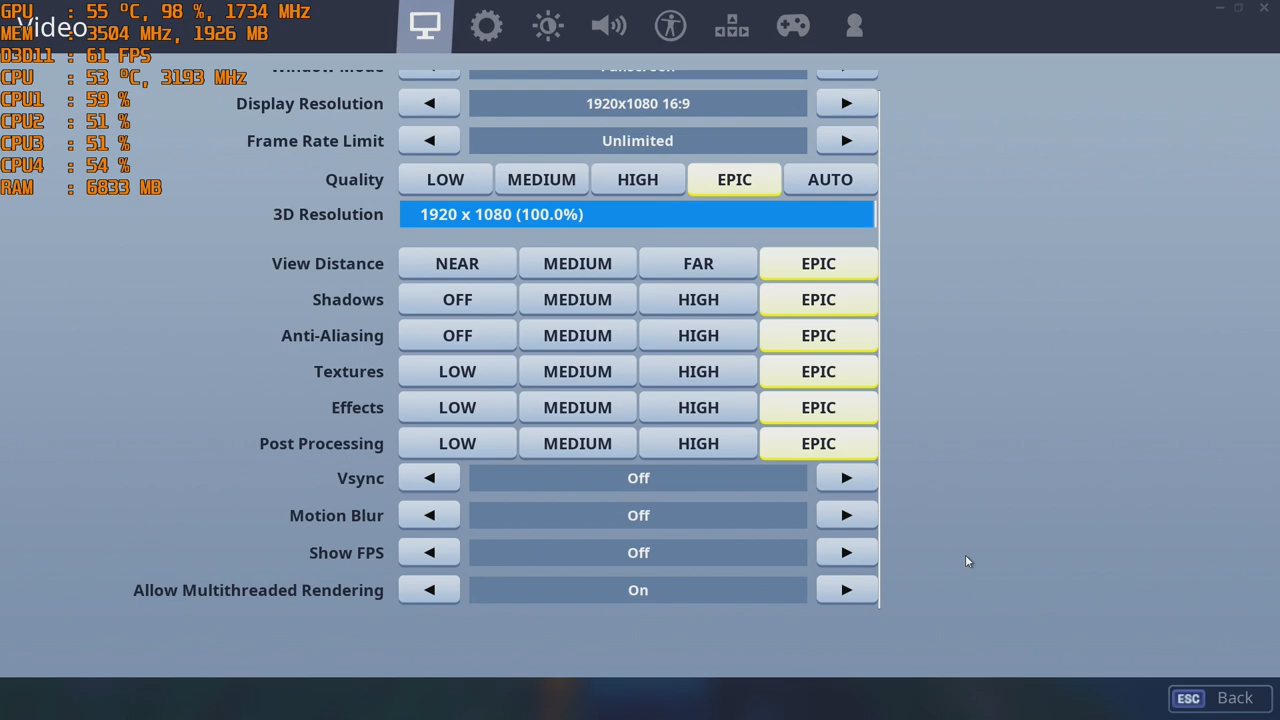 GPU : 55 ºC, 98 %, 1734 MHz
Video
MEM : 3504 MHz, 1926 MB
D3D11 : 61 FPS
CPU : 53 ºC, 3193 MHz
CPU1 : 59 %
CPU2 : 51 %
CPU3 : 51 %
CPU4 : 54 %
RAM : 6833 MB
Window Mode Fullscreen
Display Resolution 1920x1080 16:9
Frame Rate Limit Unlimited
Quality LOW MEDIUM HIGH EPIC AUTO
3D Resolution 1920 x 1080 (100.0%)
View Distance NEAR MEDIUM FAR EPIC
Shadows OFF MEDIUM HIGH EPIC
Anti-Aliasing OFF MEDIUM HIGH EPIC
Textures LOW MEDIUM HIGH EPIC
Effects LOW MEDIUM HIGH EPIC
Post Processing LOW MEDIUM HIGH EPIC
Vsync Off
Motion Blur Off
Show FPS Off
Allow Multithreaded Rendering On
ESC Back